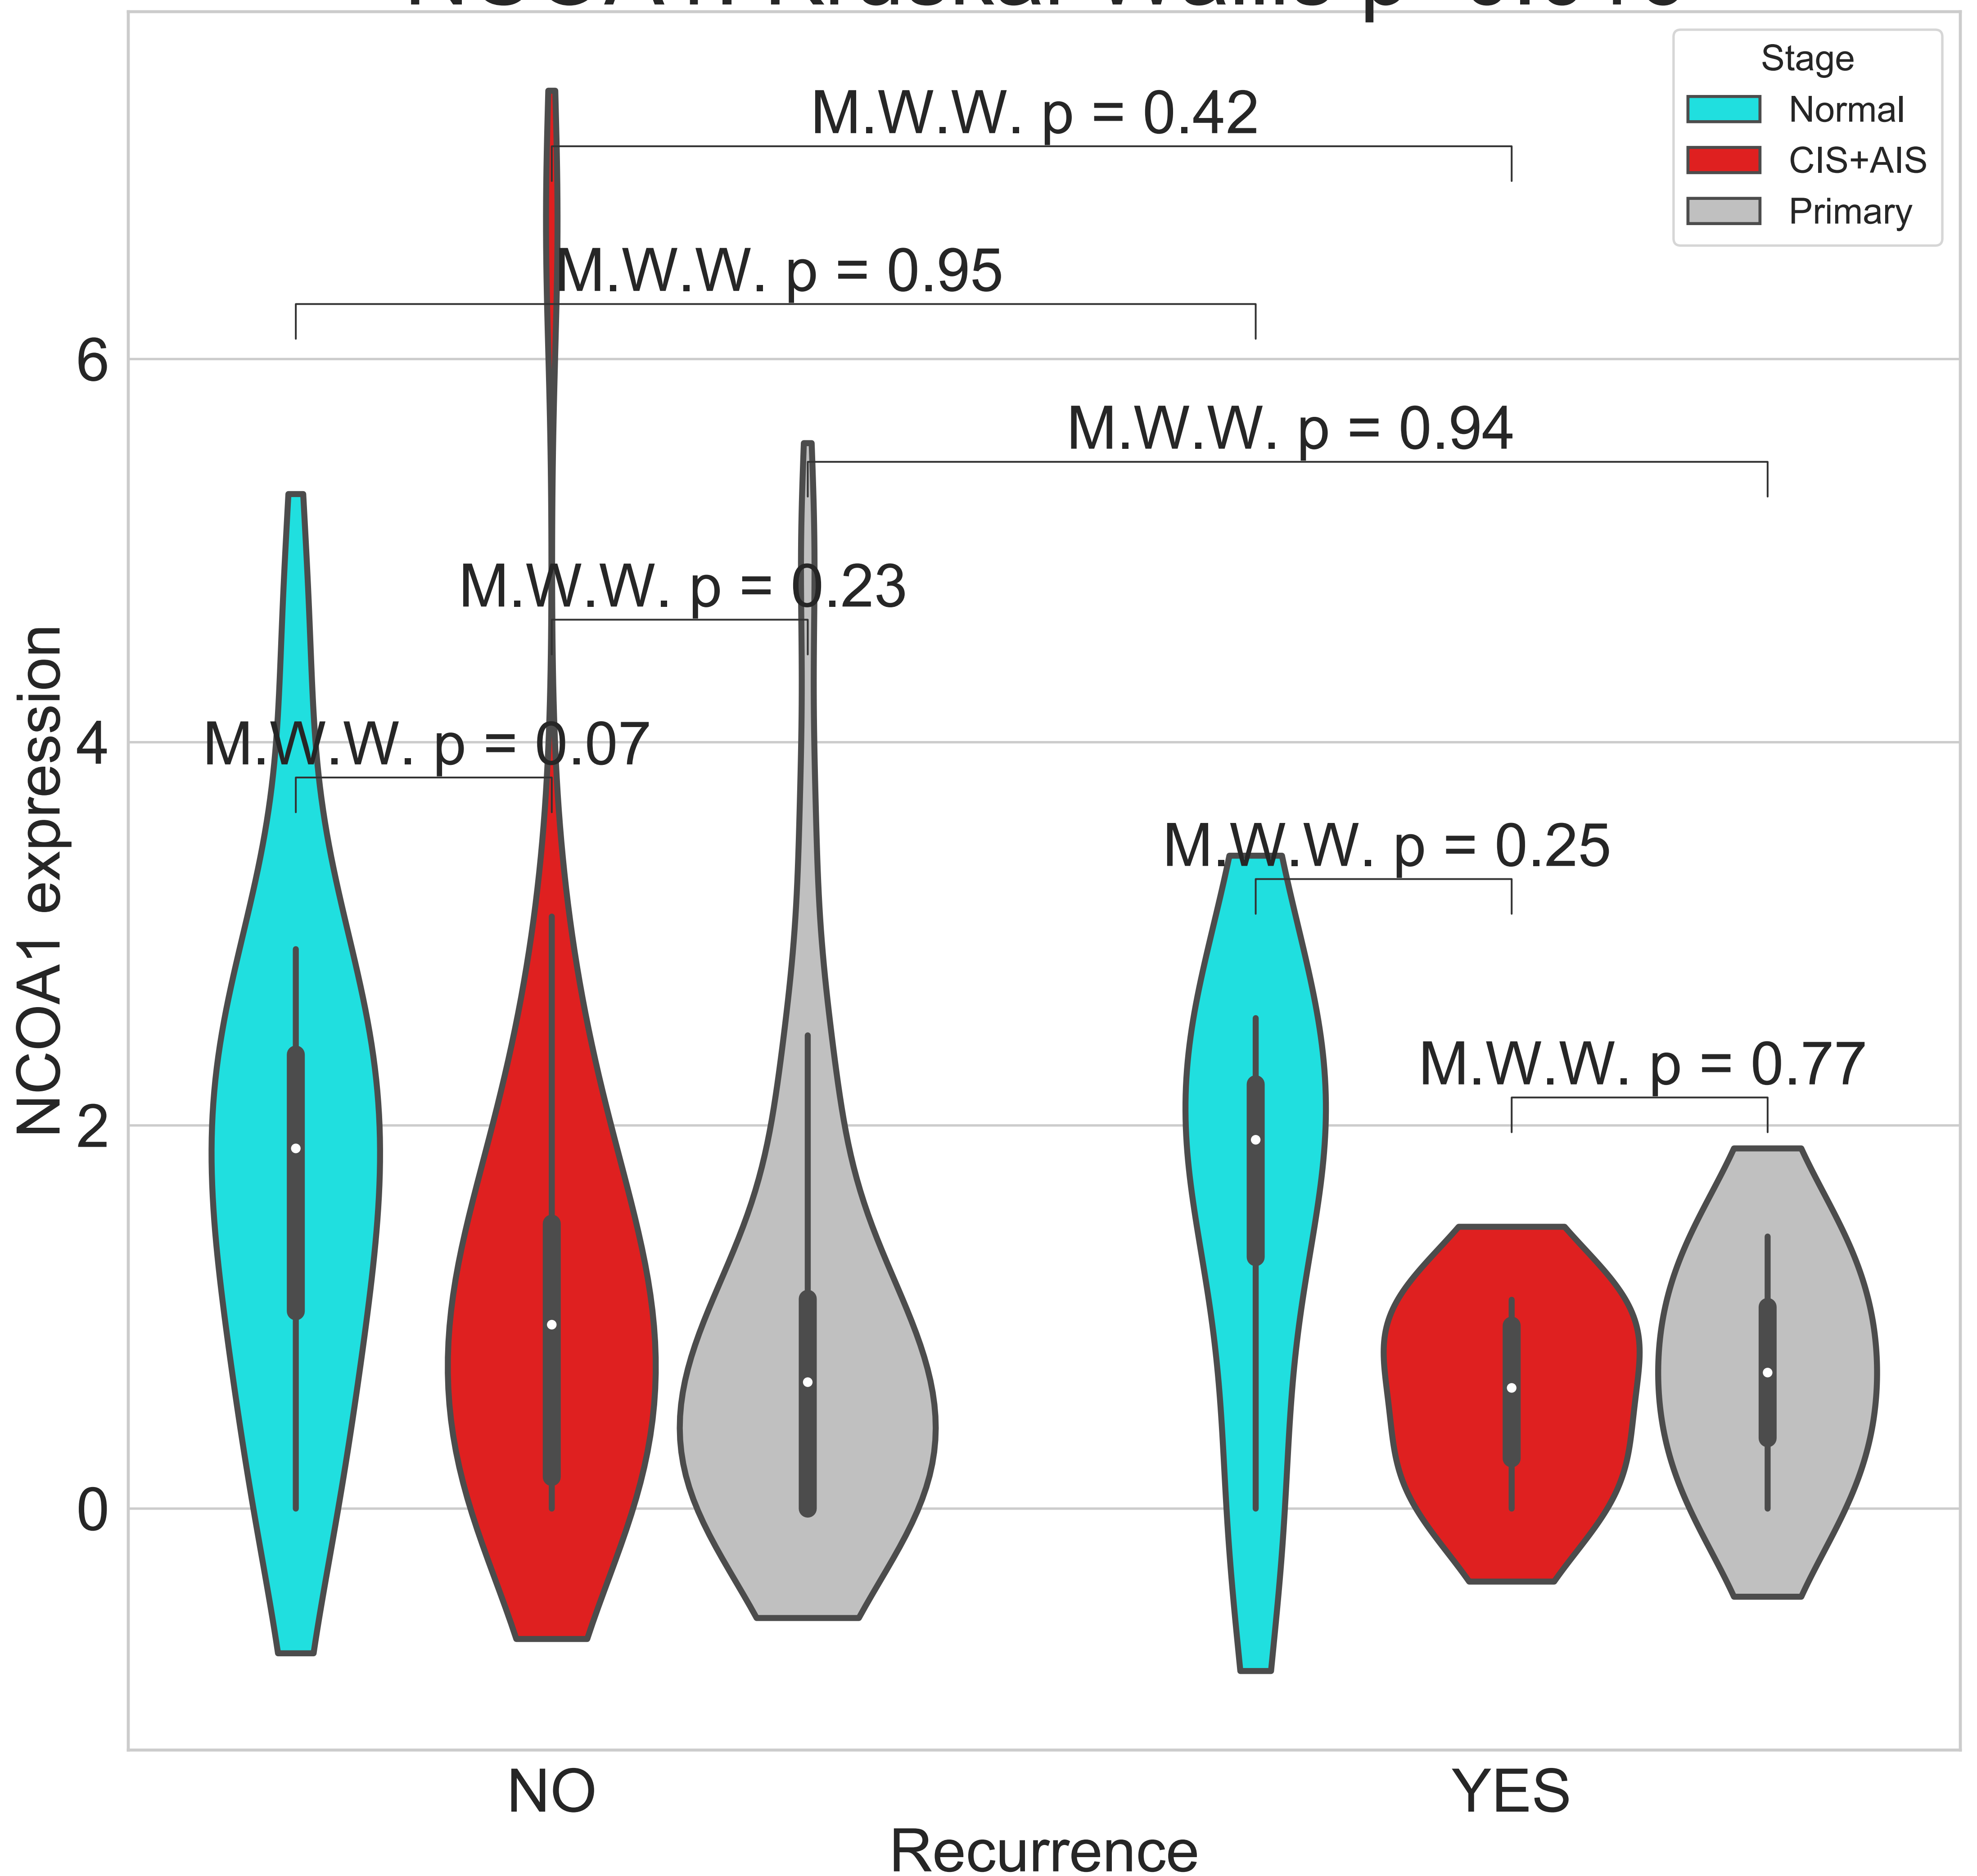 Stage
Normal
CIS+AIS
Primary
M.W.W. p = 0.42
M.W.W. p = 0.95
M.W.W. p = 0.94
M.W.W. p = 0.23
M.W.W. p = 0.07
M.W.W. p = 0.25
M.W.W. p = 0.77
6
4
2
0
NCOA1 expression
NO
YES
Recurrence